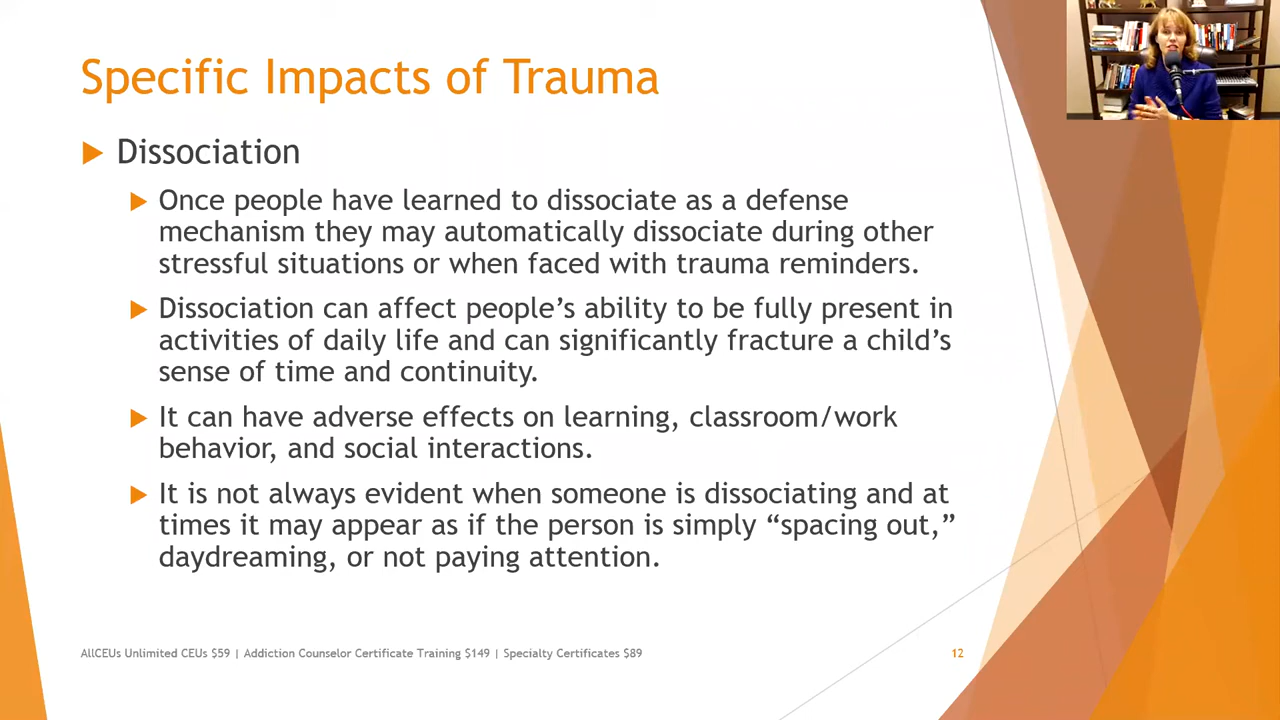 Specific Impacts of Trauma
Dissociation
Once people have learned to dissociate as a defense
mechanism they may automatically dissociate during other
stressful situations or when faced with trauma reminders.
Dissociation can affect people’s ability to be fully present in
activities of daily life and can significantly fracture a child’s
sense of time and continuity.
It can have adverse effects on learning, classroom/work
behavior, and social interactions.
It is not always evident when someone is dissociating and at
times it may appear as if the person is simply “spacing out,”
daydreaming, or not paying attention.
AllCEUs Unlimited CEUs $59 | Addiction Counselor Certificate Training $149 | Specialty Certificates $89
12